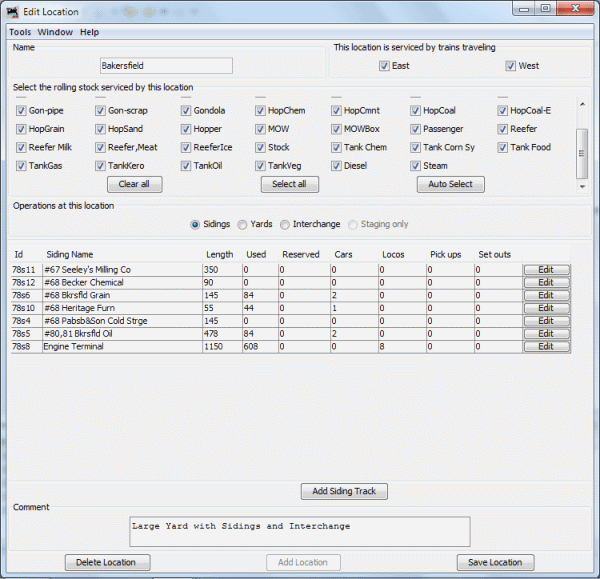 Edit Location
Tools Window Help
Name This location is serviced by trains traveling
Bakersfield East West
Select the rolling stock serviced by this location
Gon-pipe Gon-scrap Gondola HopChem HopCmnt HopCoal HopCoal-E
HopGrain HopSand Hopper MOW MOWBox Passenger Reefer
Reefer Milk Reefer,Meat ReeferIce Stock Tank Chem Tank Corn Sy Tank Food
TankGas TankKero TankOil TankVeg Diesel Steam
Clear all Select all Auto Select
Operations at this location
Sidings Yards Interchange Staging only
Id Siding Name Length Used Reserved Cars Locos Pick ups Set outs
78s11 #67 Seeley's Milling Co 350 0 0 0 0 0 0 Edit
78s12 #68 Becker Chemical 90 0 0 0 0 0 0 Edit
78s6 #68 Bkrsfld Grain 145 84 0 2 0 0 0 Edit
78s10 #68 Heritage Furn 55 44 0 1 0 0 0 Edit
78s4 #68 Pabsb&Son Cold Strge 145 0 0 0 0 0 0 Edit
78s5 #80,81 Bkrsfld Oil 478 84 0 2 0 0 0 Edit
78s8 Engine Terminal 1150 608 0 0 8 0 0 Edit
Add Siding Track
Comment
Large Yard with Sidings and Interchange
Delete Location Add Location Save Location